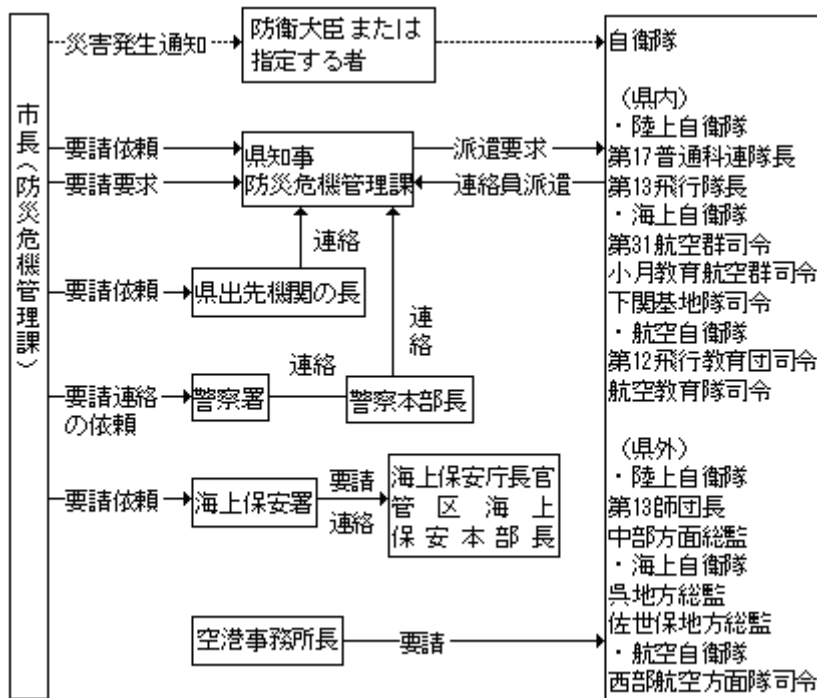 市長(防災危機管理課)
災害発生通知
防衛大臣または
指定する者
要請依頼
要請要求
県知事
防災危機管理課
派遣要求
連絡員派遣
連絡
要請依頼
県出先機関の長
連絡
要請連絡
の依頼
警察署
連絡
警察本部長
要請依頼
海上保安署
要請
連絡
海上保安庁長官
管区海上
保安本部長
空港事務所長
要請
自衛隊
(県内)
・陸上自衛隊
第17普通科連隊長
第13飛行隊長
・海上自衛隊
第31航空群司令
小月教育航空群司令
下関基地隊司令
・航空自衛隊
第12飛行教育団司令
航空教育隊司令
(県外)
・陸上自衛隊
第13師団長
中部方面総監
・海上自衛隊
呉地方総監
佐世保地方総監
・航空自衛隊
西部航空方面隊司令